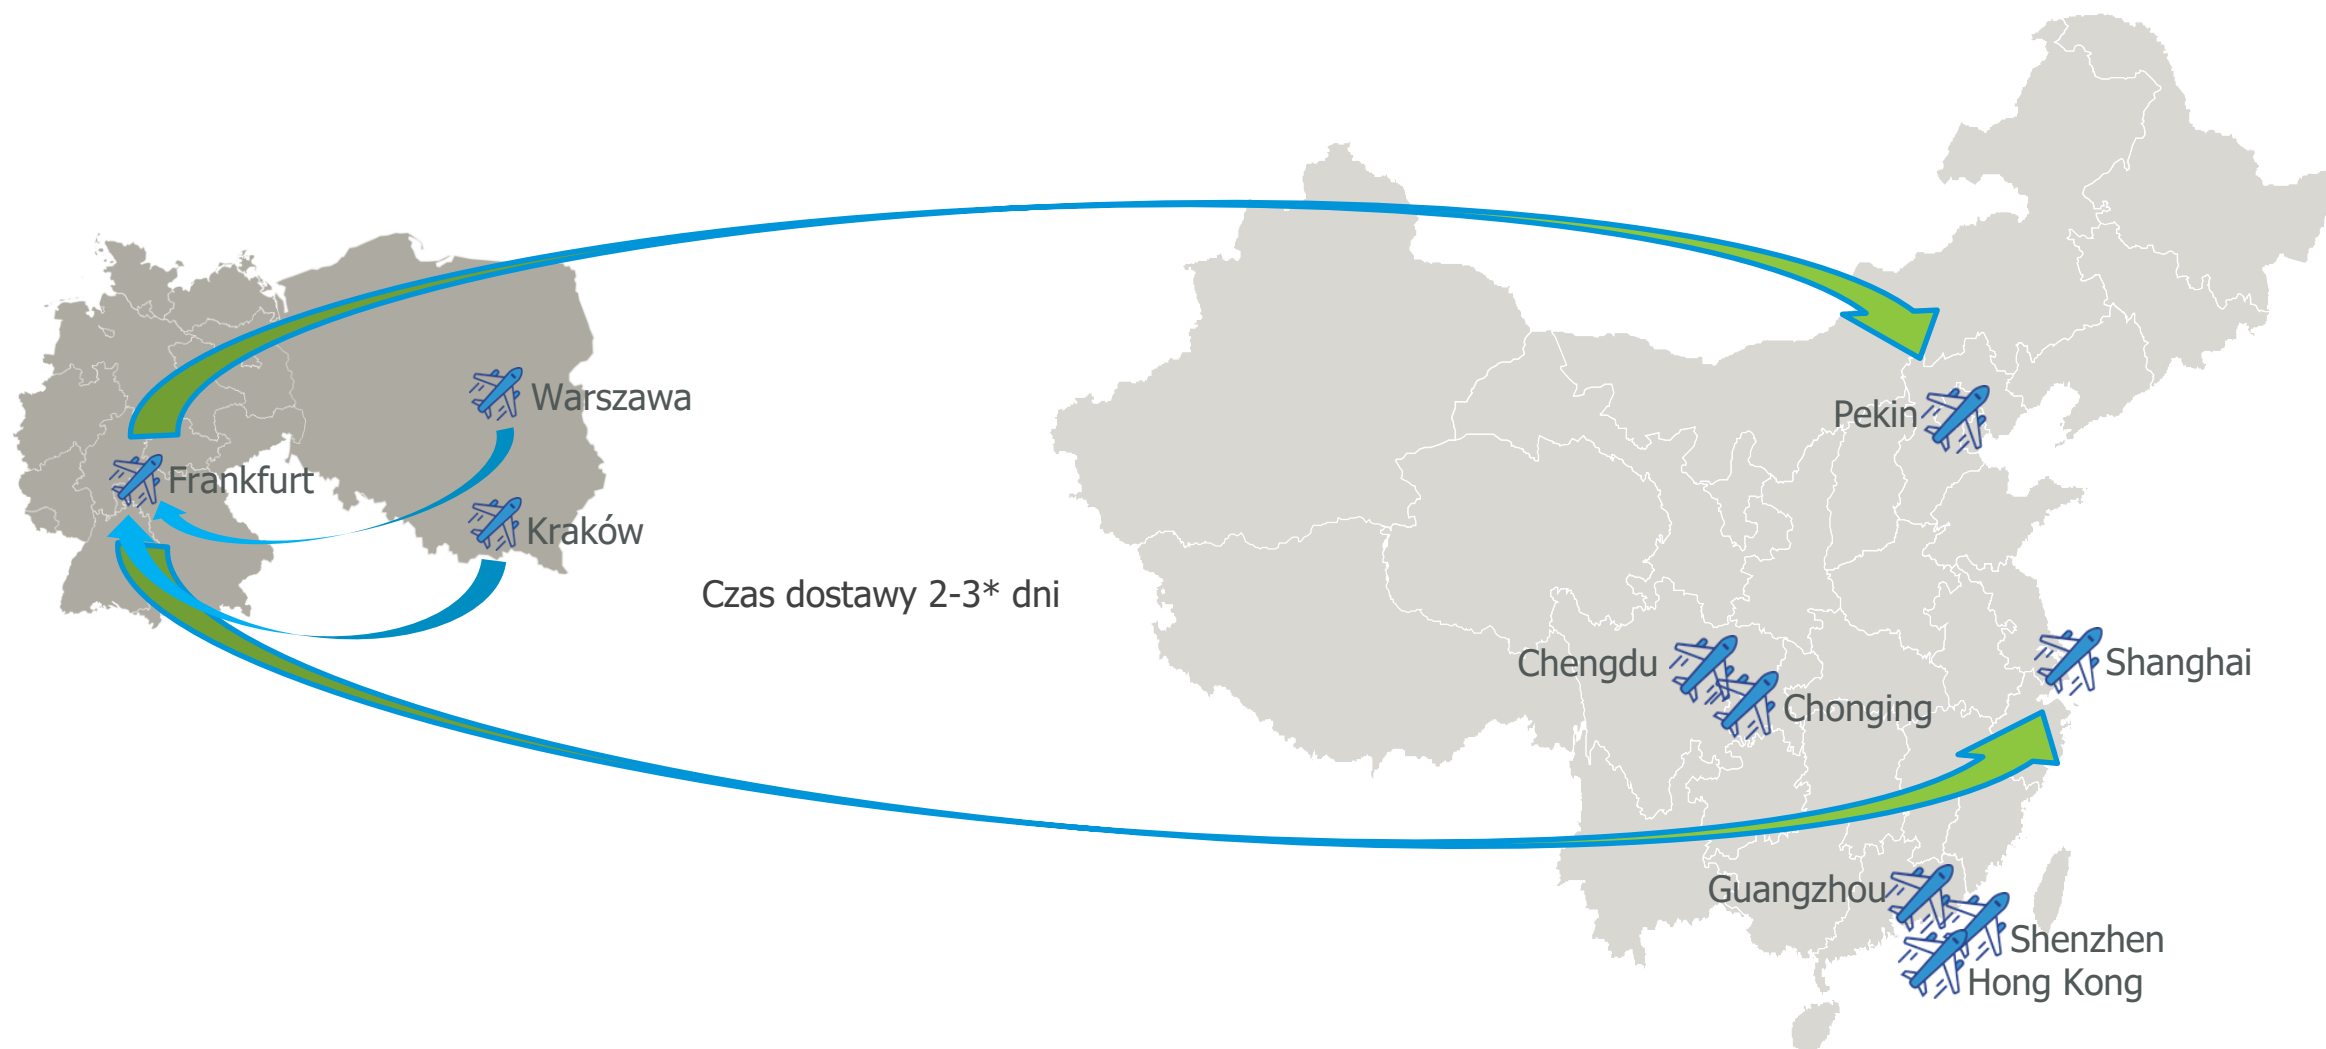 Warszawa
Pekin
Frankfurt
Kraków
Czas dostawy 2-3* dni
Chengdu
Shanghai
Chonging
Guangzhou
Shenzhen
Hong Kong